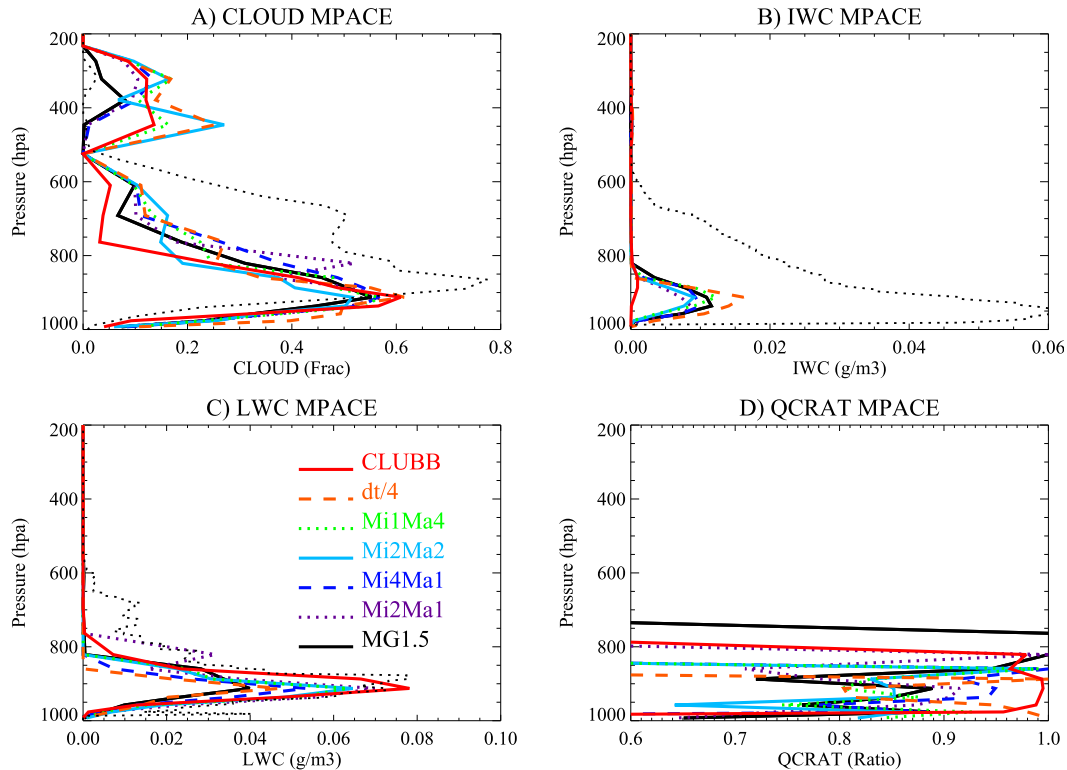 A) CLOUD MPACE
200
400
600
800
1000
Pressure (hpa)
0.0 0.2 0.4 0.6 0.8
CLOUD (Frac)
B) IWC MPACE
200
400
600
800
1000
Pressure (hpa)
0.00 0.02 0.04 0.06
IWC (g/m3)
C) LWC MPACE
200
400
600
800
1000
Pressure (hpa)
CLUBB
dt/4
Mi1Ma4
Mi2Ma2
Mi4Ma1
Mi2Ma1
MG1.5
0.00 0.02 0.04 0.06 0.08 0.10
LWC (g/m3)
D) QCRAT MPACE
200
400
600
800
1000
Pressure (hpa)
0.6 0.7 0.8 0.9 1.0
QCRAT (Ratio)